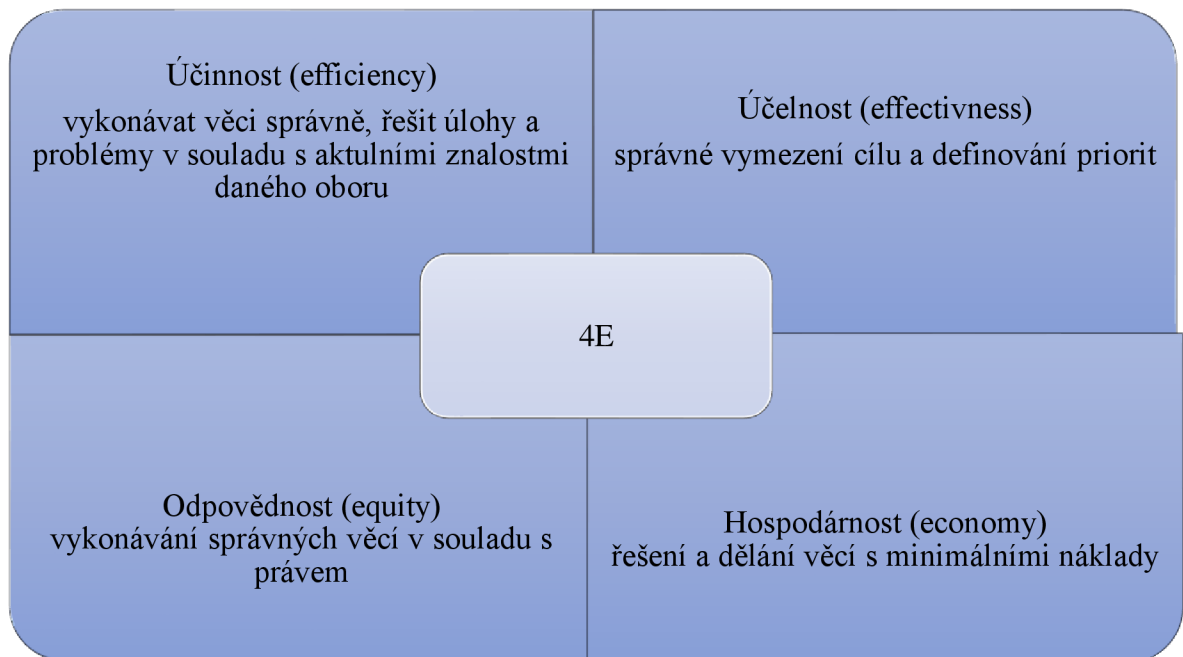 Účinnost (efficiency)
vykonávat věci správně, řešit úlohy a
problémy v souladu s aktulními znalostmi
daného oboru
Účelnost (effectivness)
správné vymezení cílu a definování priorit
4E
Odpovědnost (equity)
vykonávání správných věcí v souladu s
právem
Hospodárnost (economy)
řešení a dělání věcí s minimálními náklady